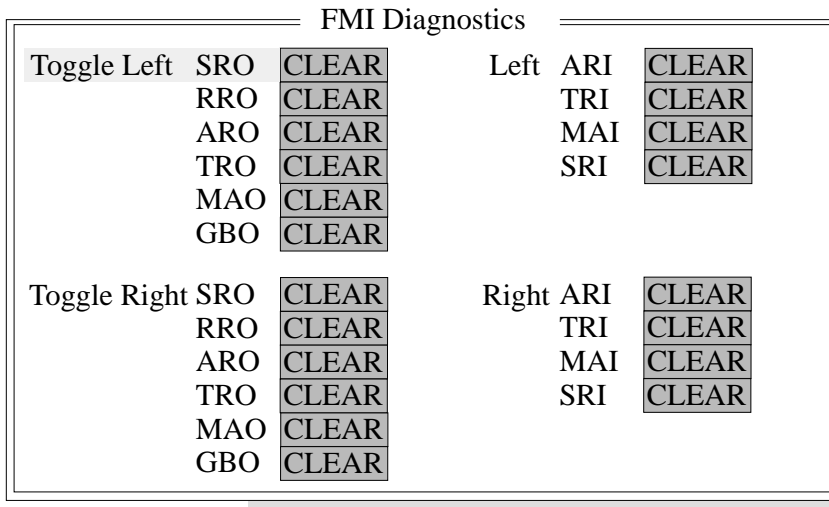 FMI Diagnostics
Toggle Left SRO CLEAR Left ARI CLEAR
RRO CLEAR TRI CLEAR
ARO CLEAR MAI CLEAR
TRO CLEAR SRI CLEAR
MAO CLEAR
GBO CLEAR
Toggle Right SRO CLEAR Right ARI CLEAR
RRO CLEAR TRI CLEAR
ARO CLEAR MAI CLEAR
TRO CLEAR SRI CLEAR
MAO CLEAR
GBO CLEAR